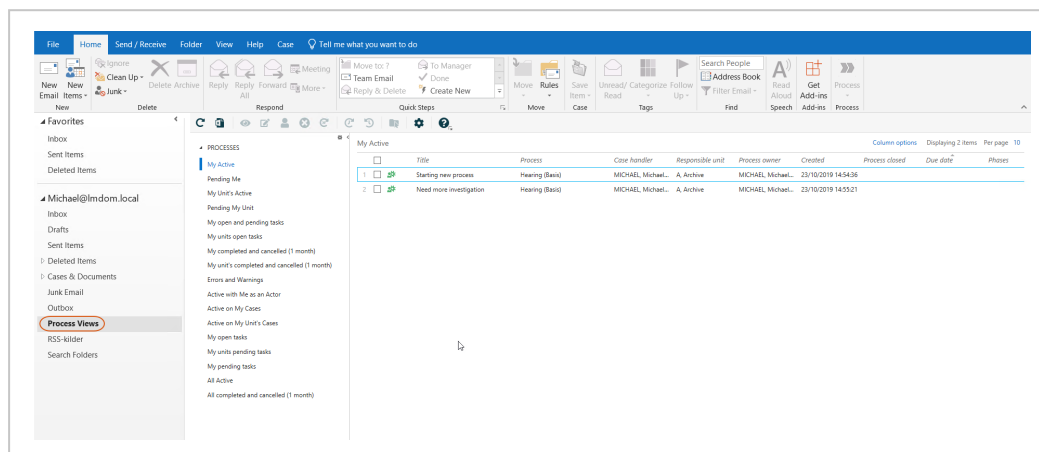 File Home Send / Receive Folder View Help Case Tell me what you want to do
New Email
New Items
Ignore
Clean Up
Junk
Delete Archive
Reply Reply All Forward
Meeting
More
Move to: ?
Team Email
Reply & Delete
To Manager
Done
Create New
Move Rules
Save Item
Unread/ Read Categorize Follow Up
Search People
Address Book
Filter Email
Read Aloud
Get Add-ins
Process
New Delete Respond Quick Steps Move Case Tags Find Speech Add-ins Process
Favorites
Inbox
Sent Items
Deleted Items
Michael@lmdom.local
Inbox
Drafts
Sent Items
Deleted Items
Cases & Documents
Junk Email
Outbox
Process Views
RSS-kilder
Search Folders
PROCESSES
My Active
Pending Me
My Unit's Active
Pending My Unit
My open and pending tasks
My units open tasks
My completed and cancelled (1 month)
My unit's completed and cancelled (1 month)
Errors and Warnings
Active with Me as an Actor
Active on My Cases
Active on My Unit's Cases
My open tasks
My units pending tasks
My pending tasks
All Active
All completed and cancelled (1 month)
My Active Column options Displaying 2 items Per page 10
Title Process Case handler Responsible unit Process owner Created Process closed Due date Phases
1 Starting new process Hearing (Basis) MICHAEL, Michael... A, Archive MICHAEL, Michael... 23/10/2019 14:54:36
2 Need more investigation Hearing (Basis) MICHAEL, Michael... A, Archive MICHAEL, Michael... 23/10/2019 14:55:21